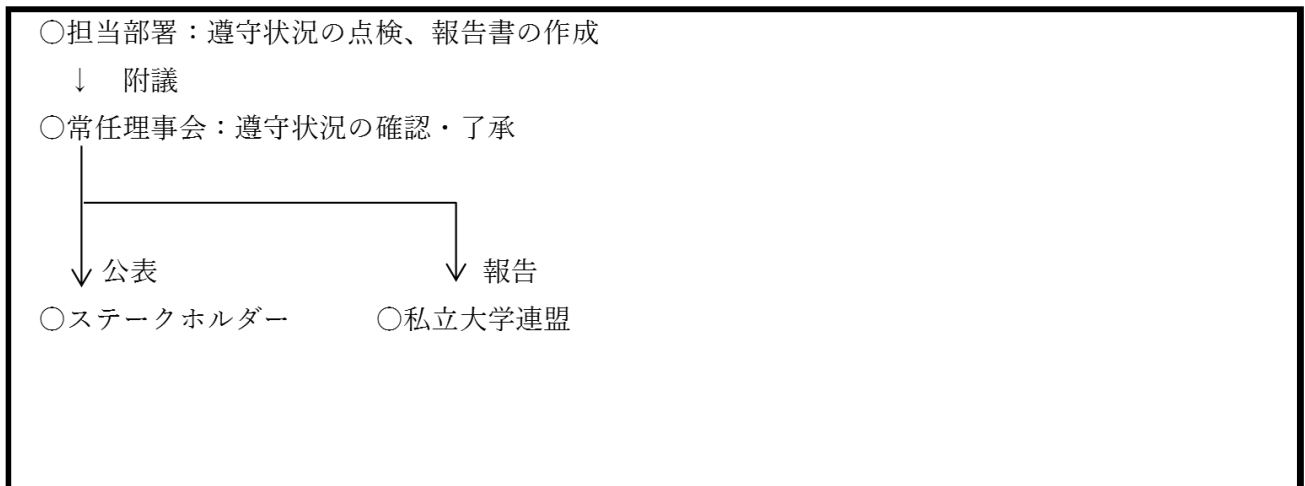 ○担当部署：遵守状況の点検、報告書の作成
↓　附議
○常任理事会：遵守状況の確認・了承
公表　報告
○ステークホルダー　○私立大学連盟